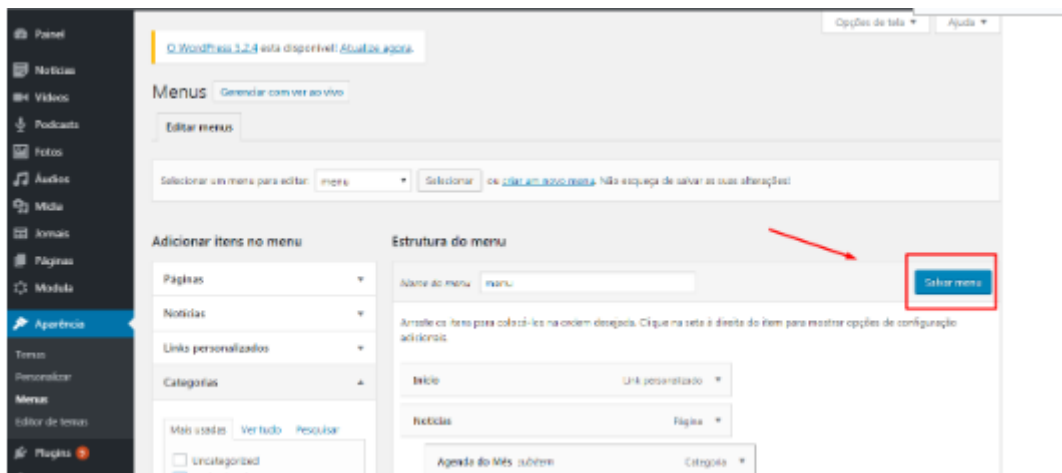 Opções de tela Ajuda
Painel
O WordPress 5.2.4 está disponível! Atualize agora.
Notícias
Vídeos
Menus Gerenciar com ver ao vivo
Podcasts
Editar menus
Fotos
Áudios
Selecionar um menu para editar: menu Selecionar ou criar um novo menu. Não esqueça de salvar as suas alterações!
Mídia
Jornais
Adicionar itens no menu Estrutura do menu
Páginas
Páginas
Nome do menu menu Salvar menu
Modula
Notícias
Aparência
Arraste os itens para colocá-los na ordem desejada. Clique na seta à direita do item para mostrar opções de configuração
adicionais.
Links personalizados
Temas
Personalizar
Categorias
Início Link personalizado
Menus
Editor de temas
Mais usadas Ver tudo Pesquisar
Notícias Página
Plugins
Uncategorized
Agenda do Mês subitem Categoria